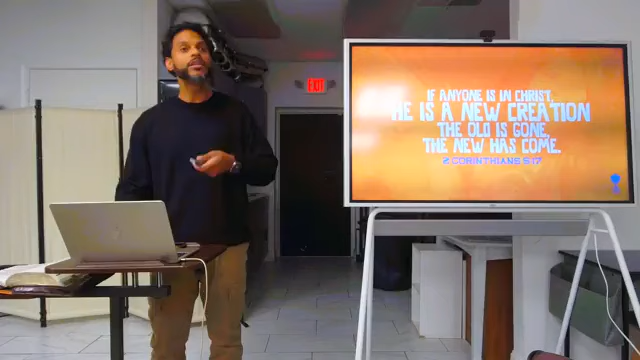 EXIT
IF ANYONE IS IN CHRIST,
HE IS A NEW CREATION
THE OLD IS GONE,
THE NEW HAS COME.
2 CORINTHIANS 5:17